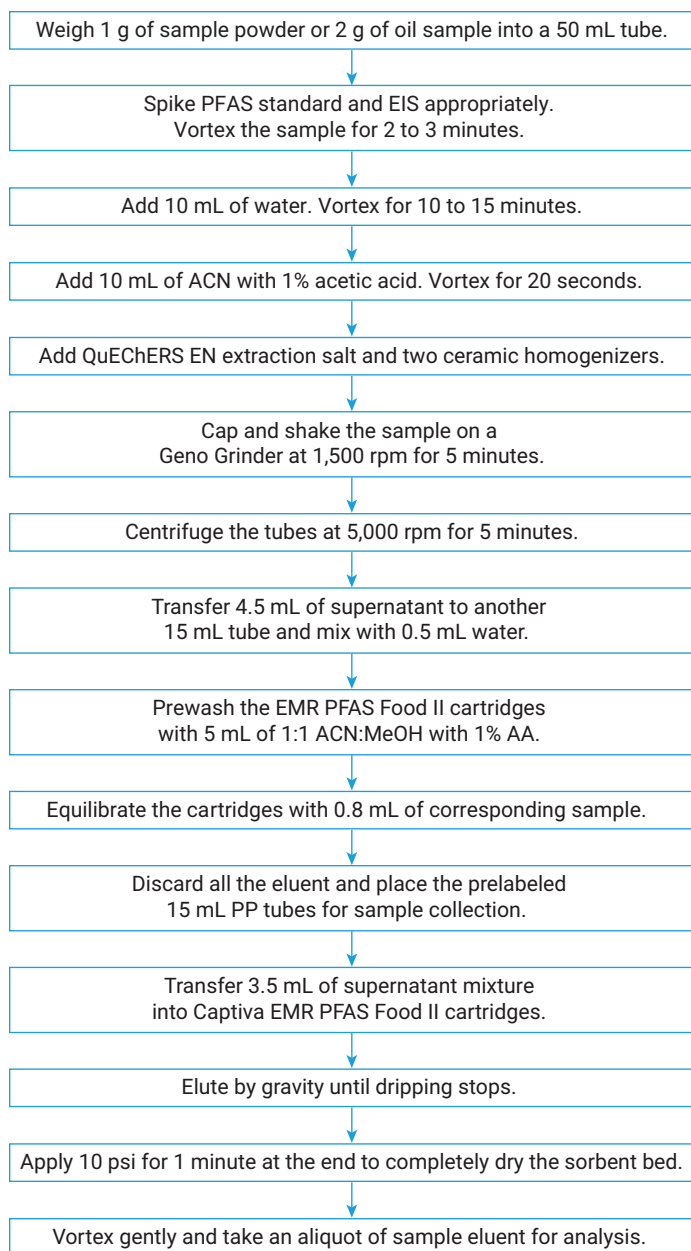 Weigh 1 g of sample powder or 2 g of oil sample into a 50 mL tube.
Spike PFAS standard and EIS appropriately.
Vortex the sample for 2 to 3 minutes.
Add 10 mL of water. Vortex for 10 to 15 minutes.
Add 10 mL of ACN with 1% acetic acid. Vortex for 20 seconds.
Add QuEChERS EN extraction salt and two ceramic homogenizers.
Cap and shake the sample on a
Geno Grinder at 1,500 rpm for 5 minutes.
Centrifuge the tubes at 5,000 rpm for 5 minutes.
Transfer 4.5 mL of supernatant to another
15 mL tube and mix with 0.5 mL water.
Prewash the EMR PFAS Food II cartridges
with 5 mL of 1:1 ACN:MeOH with 1% AA.
Equilibrate the cartridges with 0.8 mL of corresponding sample.
Discard all the eluent and place the prelabeled
15 mL PP tubes for sample collection.
Transfer 3.5 mL of supernatant mixture
into Captiva EMR PFAS Food II cartridges.
Elute by gravity until dripping stops.
Apply 10 psi for 1 minute at the end to completely dry the sorbent bed.
Vortex gently and take an aliquot of sample eluent for analysis.